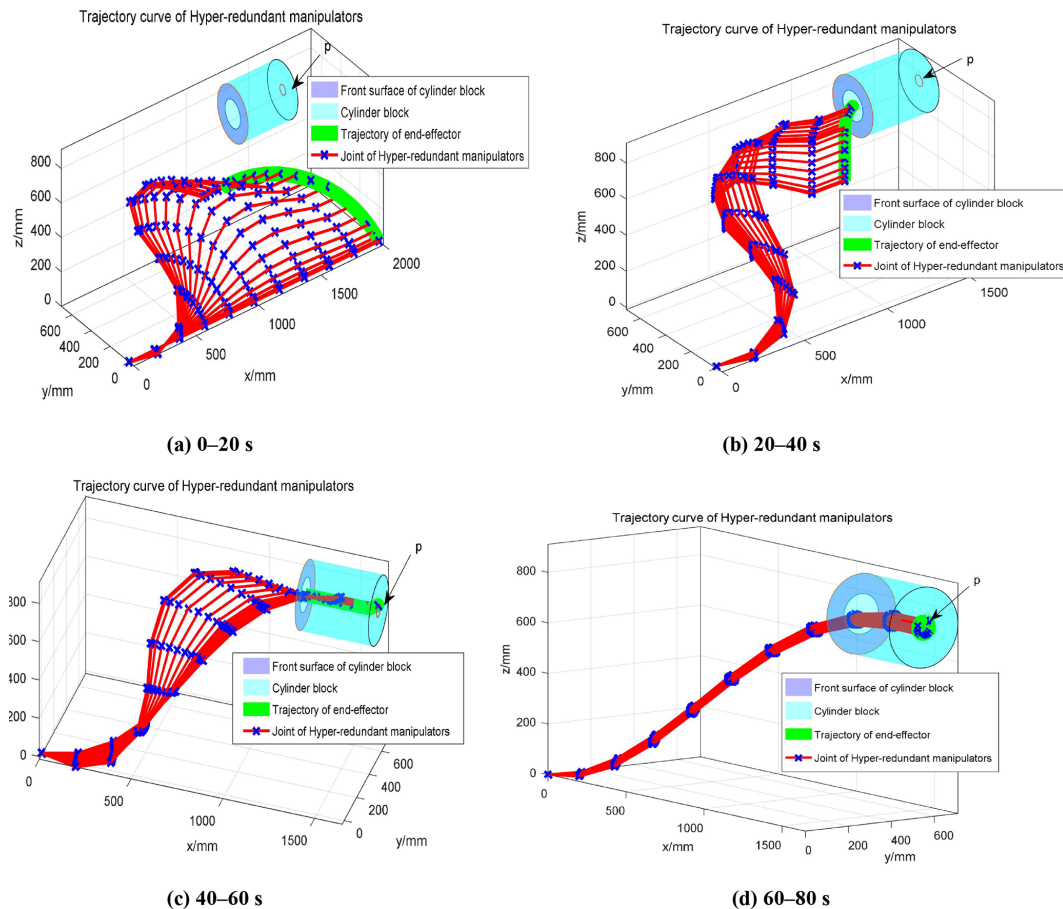 Trajectory curve of Hyper-redundant manipulators
p
Front surface of cylinder block
Cylinder block
Trajectory of end-effector
Joint of Hyper-redundant manipulators
800
600
400
200
0
z/mm
600
400
200
0
y/mm
0
500
1000
1500
2000
x/mm
(a) 0–20 s
Trajectory curve of Hyper-redundant manipulators
p
Front surface of cylinder block
Cylinder block
Trajectory of end-effector
Joint of Hyper-redundant manipulators
800
600
400
200
0
z/mm
600
400
200
0
y/mm
0
500
1000
1500
x/mm
(b) 20–40 s
Trajectory curve of Hyper-redundant manipulators
p
Front surface of cylinder block
Cylinder block
Trajectory of end-effector
Joint of Hyper-redundant manipulators
800
600
400
200
0
z/mm
0
500
1000
1500
x/mm
0
200
400
600
y/mm
(c) 40–60 s
Trajectory curve of Hyper-redundant manipulators
p
Front surface of cylinder block
Cylinder block
Trajectory of end-effector
Joint of Hyper-redundant manipulators
800
600
400
200
0
z/mm
0
500
1000
1500
x/mm
0
200
400
600
y/mm
(d) 60–80 s